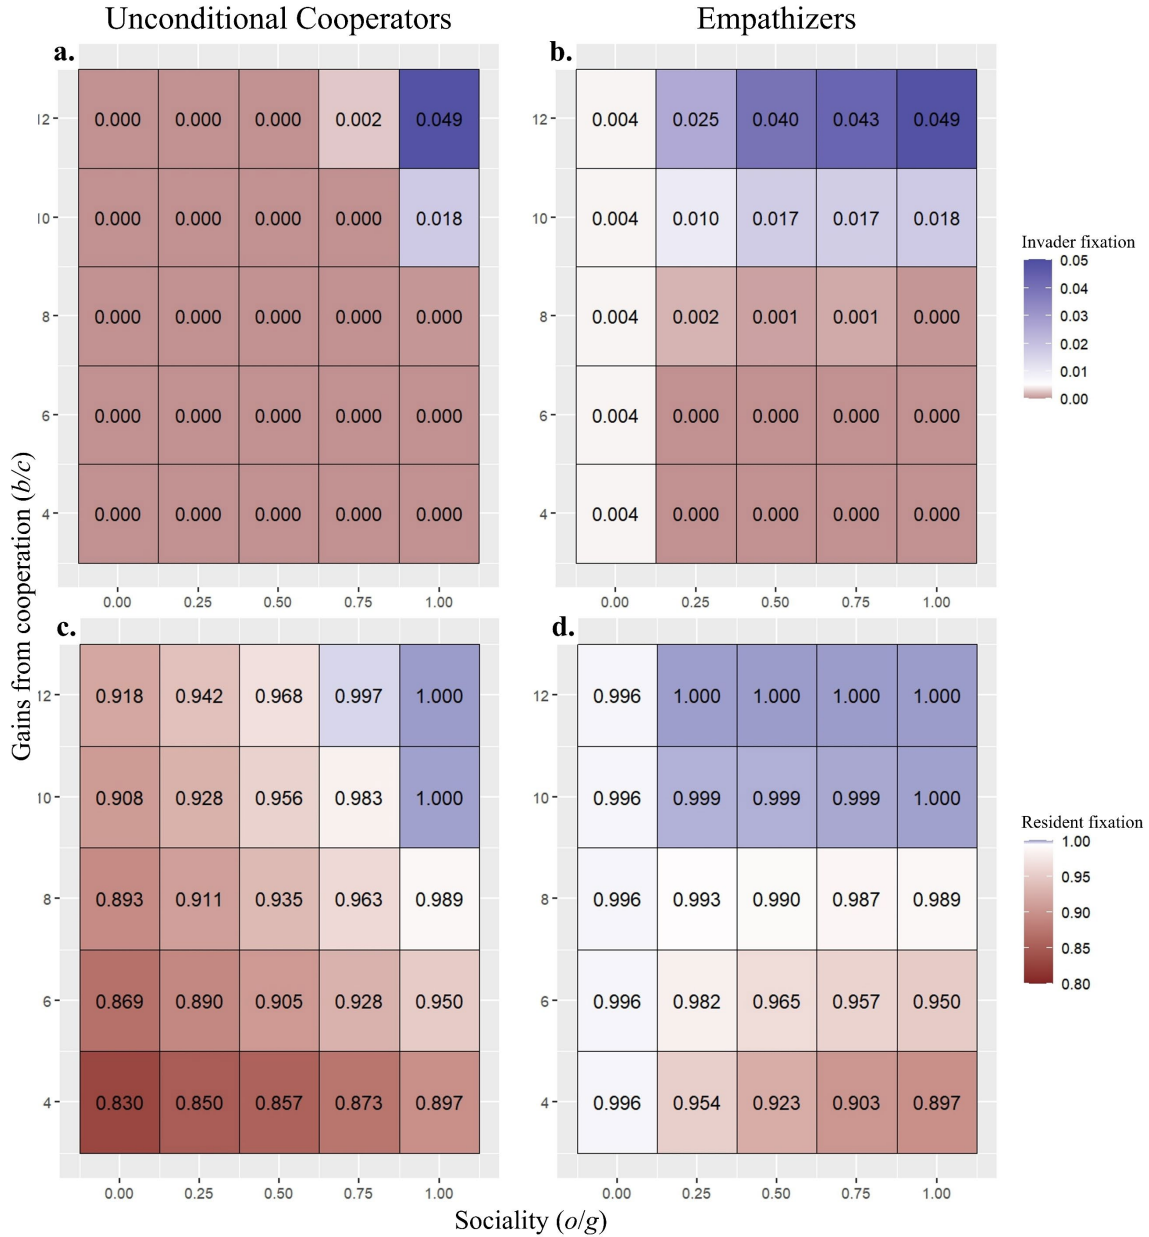 Unconditional Cooperators Empathizers
a. b.
12 0.000 0.000 0.000 0.002 0.049 12 0.004 0.025 0.040 0.043 0.049
10 0.000 0.000 0.000 0.000 0.018 10 0.004 0.010 0.017 0.017 0.018
8 0.000 0.000 0.000 0.000 0.000 8 0.004 0.002 0.001 0.001 0.000
6 0.000 0.000 0.000 0.000 0.000 6 0.004 0.000 0.000 0.000 0.000
4 0.000 0.000 0.000 0.000 0.000 4 0.004 0.000 0.000 0.000 0.000
0.00 0.25 0.50 0.75 1.00 0.00 0.25 0.50 0.75 1.00
Invader fixation
0.05
0.04
0.03
0.02
0.01
0.00
Gains from cooperation (b/c)
c. d.
12 0.918 0.942 0.968 0.997 1.000 12 0.996 1.000 1.000 1.000 1.000
10 0.908 0.928 0.956 0.983 1.000 10 0.996 0.999 0.999 0.999 1.000
8 0.893 0.911 0.935 0.963 0.989 8 0.996 0.993 0.990 0.987 0.989
6 0.869 0.890 0.905 0.928 0.950 6 0.996 0.982 0.965 0.957 0.950
4 0.830 0.850 0.857 0.873 0.897 4 0.996 0.954 0.923 0.903 0.897
0.00 0.25 0.50 0.75 1.00 0.00 0.25 0.50 0.75 1.00
Resident fixation
1.00
0.95
0.90
0.85
0.80
Sociality (o/g)